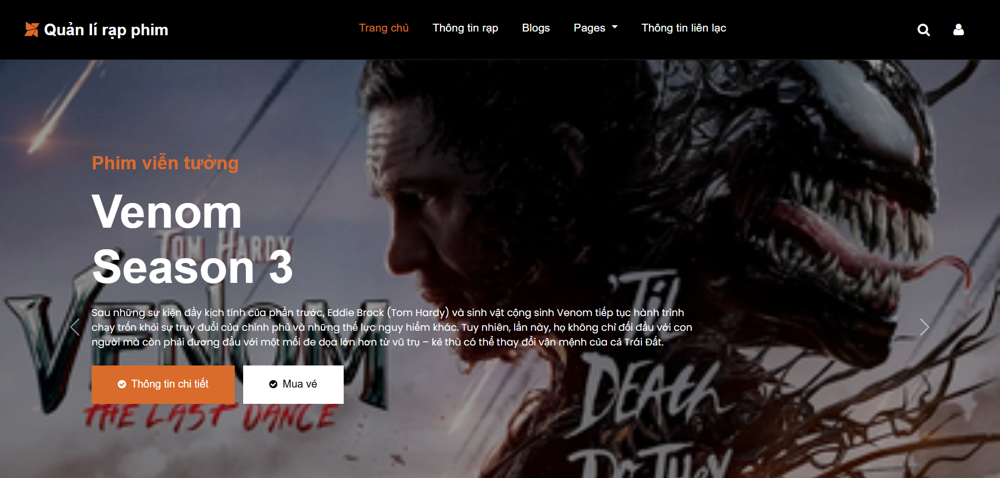 Quản lí rạp phim
Trang chủ
Thông tin rạp
Blogs
Pages
Thông tin liên lạc
Phim viễn tưởng
Venom
TOM HARDY
Season 3
VENOM
'Til
Sau những sự kiện đầy kịch tính của phần trước, Eddie Brock (Tom Hardy) và sinh vật cộng sinh Venom tiếp tục hành trình
chạy trốn khỏi sự truy đuổi của chính phủ và những thế lực nguy hiểm khác. Tuy nhiên, lần này, họ không chỉ đối đầu với con
người mà còn phải đương đầu với một mối đe dọa lớn hơn từ vũ trụ – kẻ thù có thể thay đổi vận mệnh của cả Trái Đất.
Thông tin chi tiết
Mua vé
THE LAST DANCE
DEATH
DO THEY